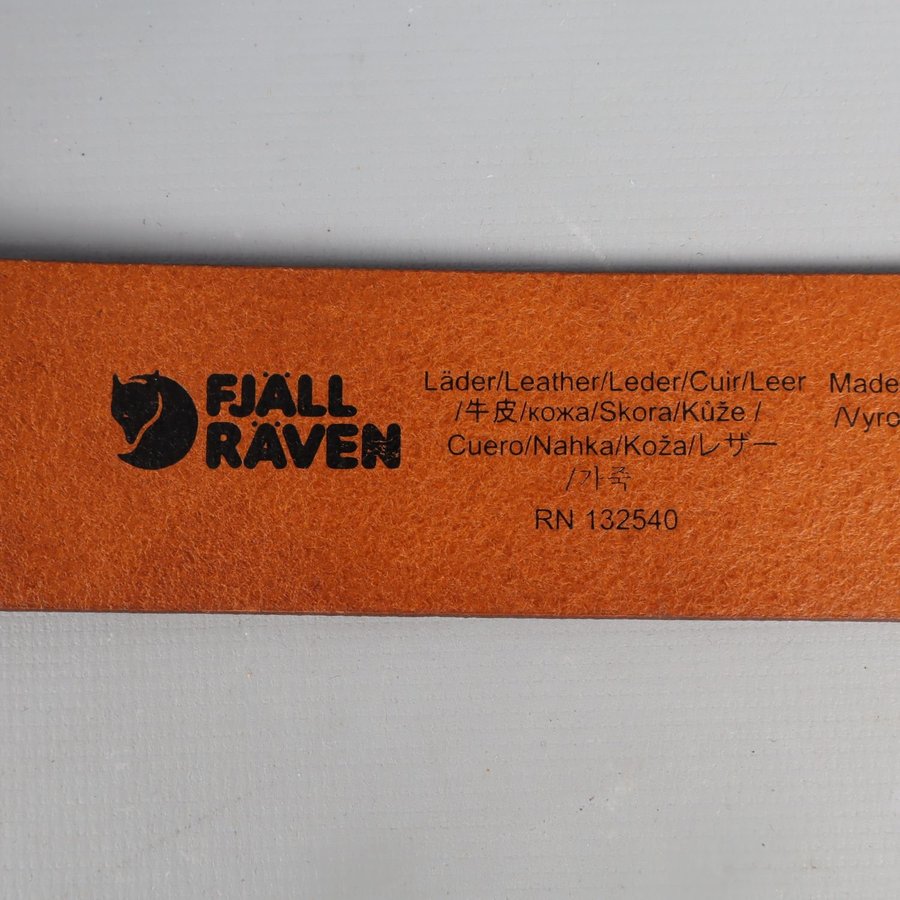 FJÄLL
RÄVEN
Läder/Leather/Leder/Cuir/Leer
/牛皮/кожа/Skora/Kůže /
Cuero/Nahka/Koža/レザー
/가죽
RN 132540
Made
/Vyro